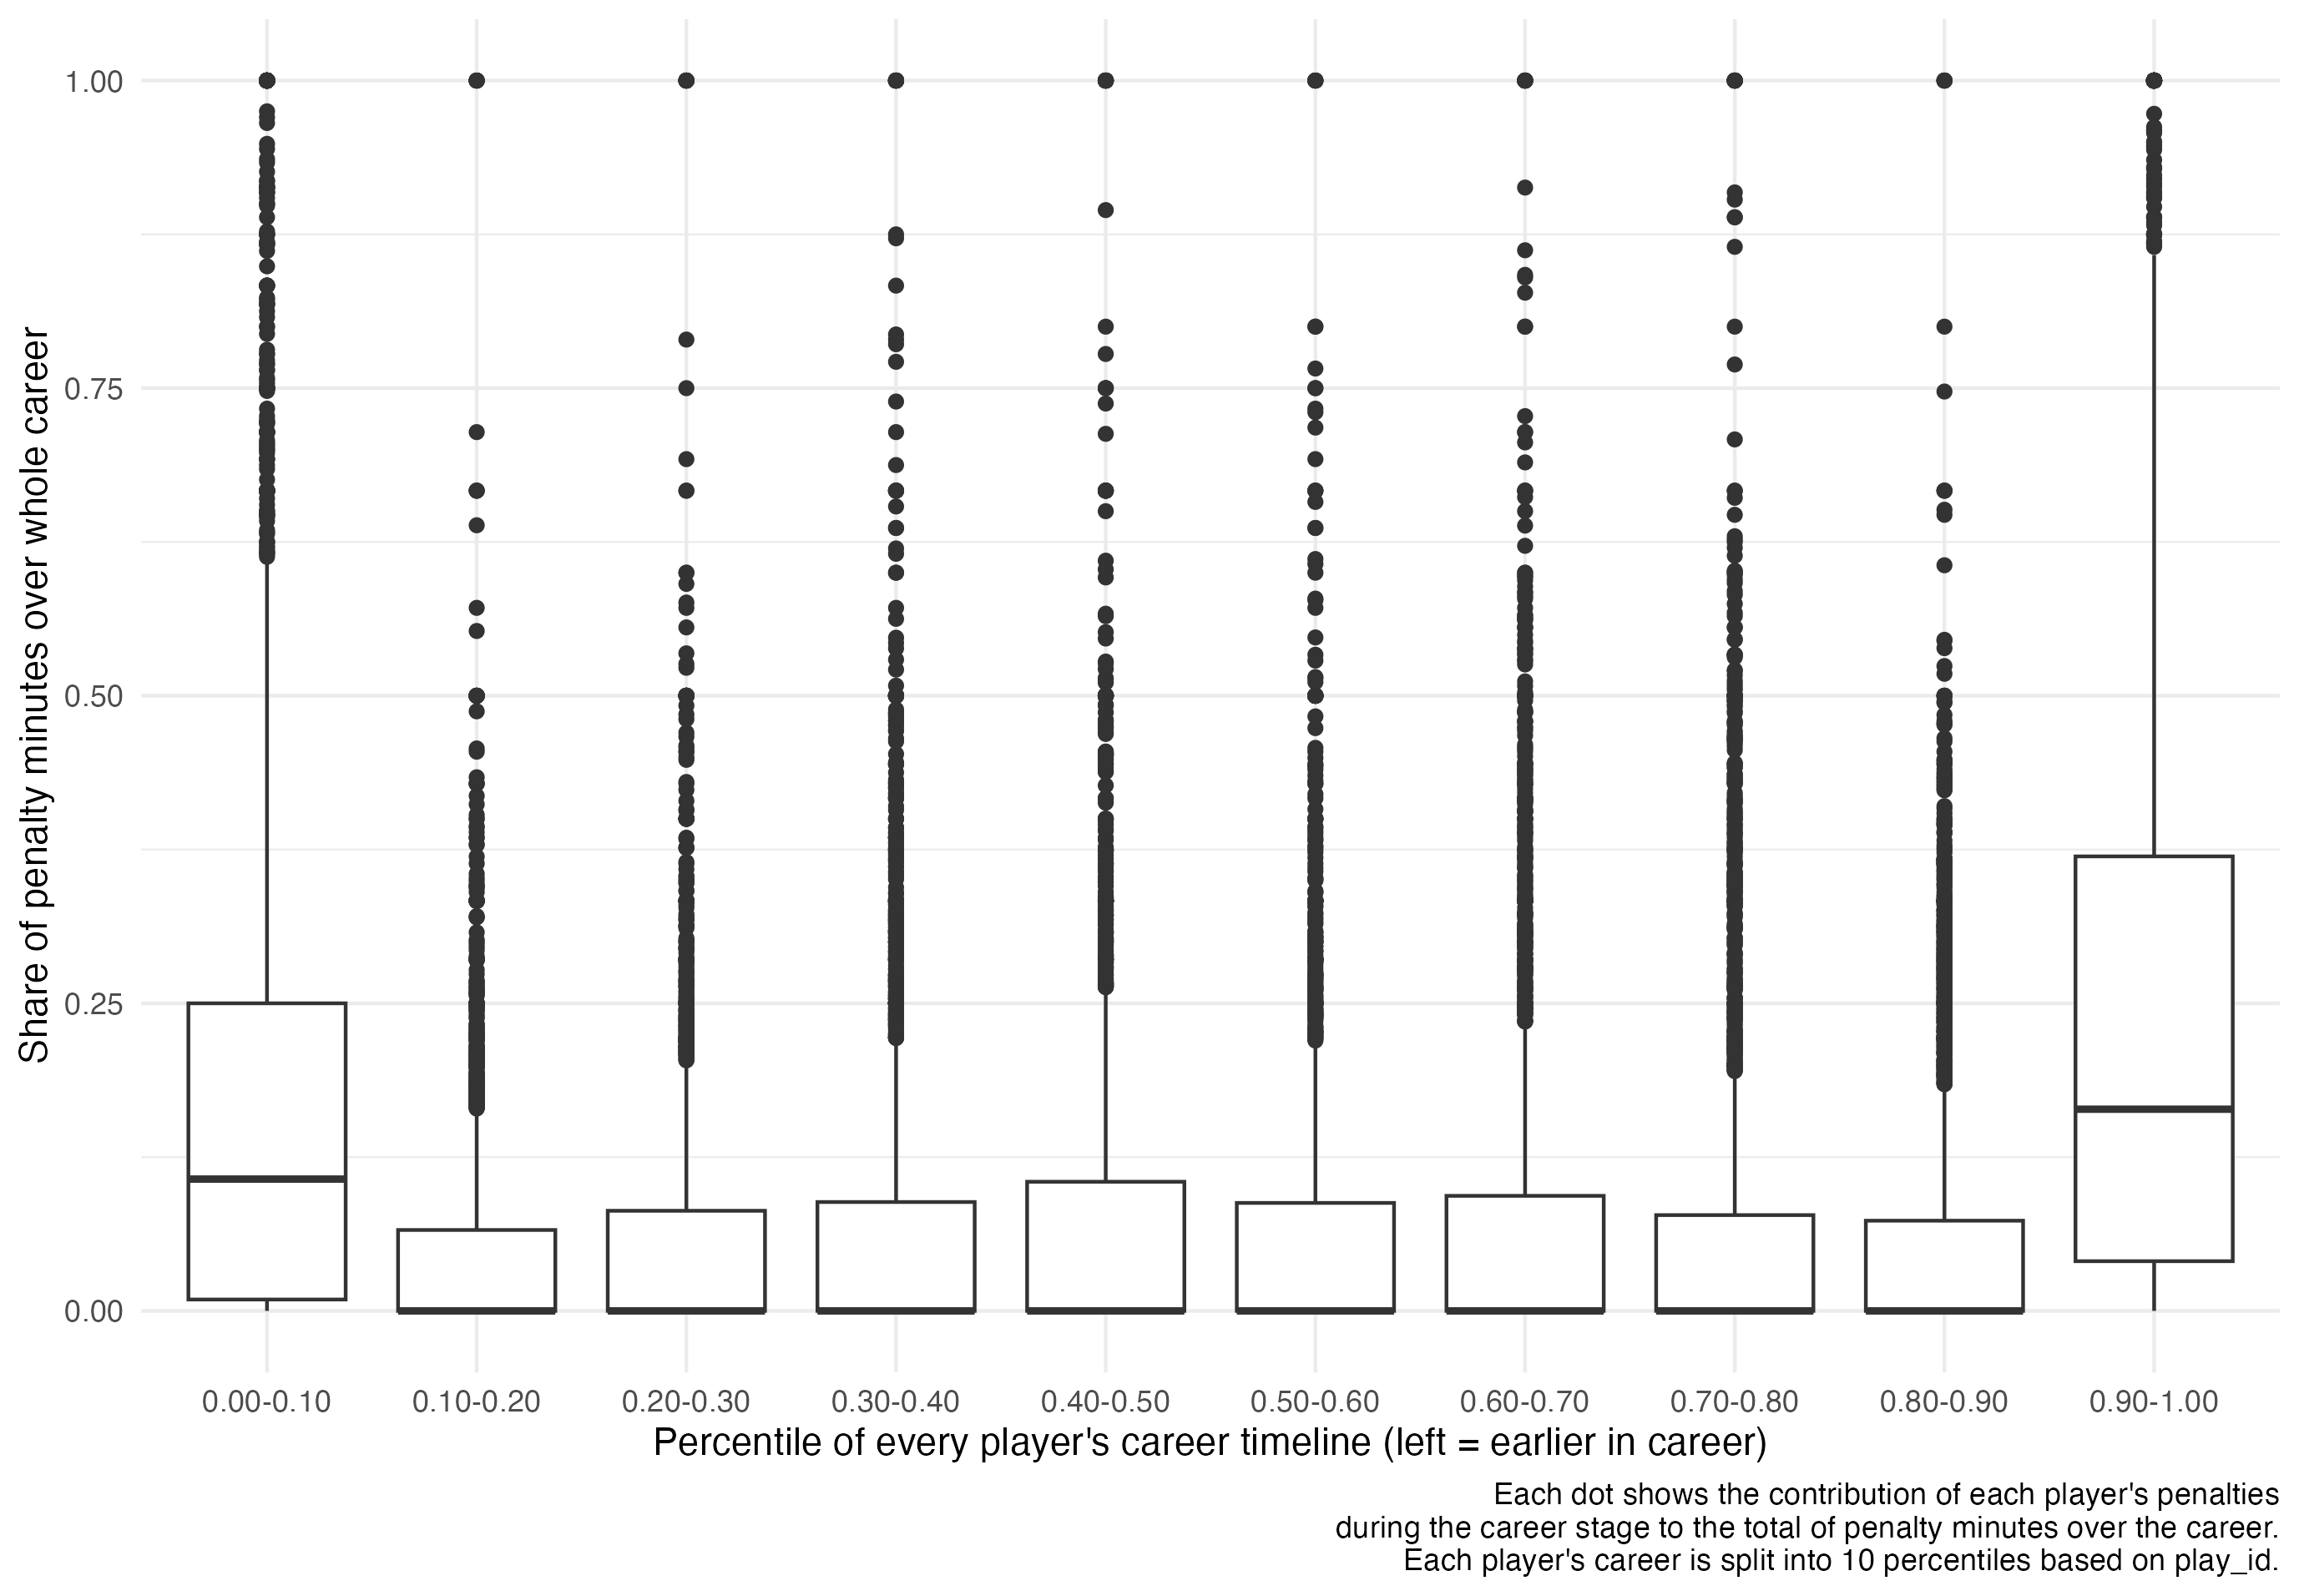 Share of penalty minutes over whole career
1.00
0.75
0.50
0.25
0.00
0.00-0.10 0.10-0.20 0.20-0.30 0.30-0.40 0.40-0.50 0.50-0.60 0.60-0.70 0.70-0.80 0.80-0.90 0.90-1.00
Percentile of every player's career timeline (left = earlier in career)
Each dot shows the contribution of each player's penalties
during the career stage to the total of penalty minutes over the career.
Each player's career is split into 10 percentiles based on play_id.